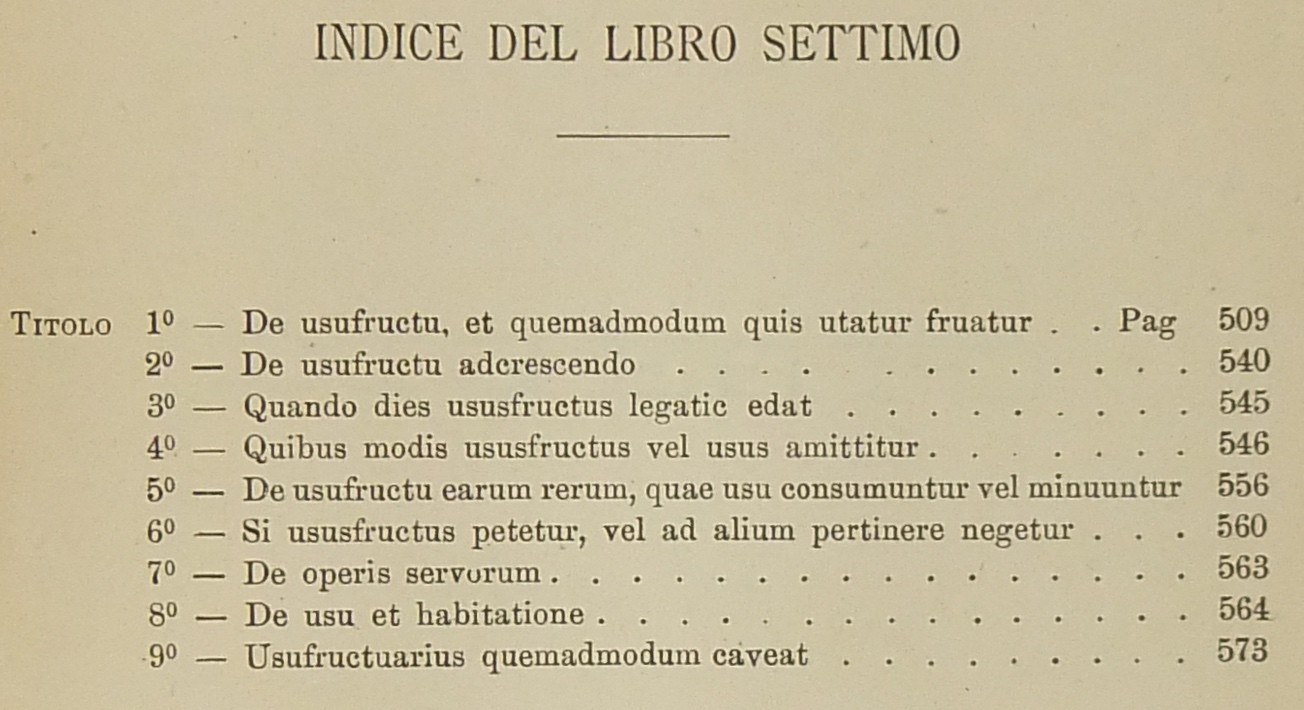 INDICE DEL LIBRO SETTIMO
TITOLO 1º — De usufructu, et quemadmodum quis utatur fruatur . . Pag 509
2º — De usufructu adcrescendo . . . . . . . . . . . . . 540
3º — Quando dies ususfructus legatic edat . . . . . . . . . 545
4º — Quibus modis ususfructus vel usus amittitur . . . . . . . 546
5º — De usufructu earum rerum, quae usu consumuntur vel minuuntur 556
6º — Si ususfructus petetur, vel ad alium pertinere negetur . . . 560
7º — De operis servorum . . . . . . . . . . . . . . . . 563
8º — De usu et habitatione . . . . . . . . . . . . . . . 564
9º — Usufructuarius quemadmodum caveat . . . . . . . . . 573